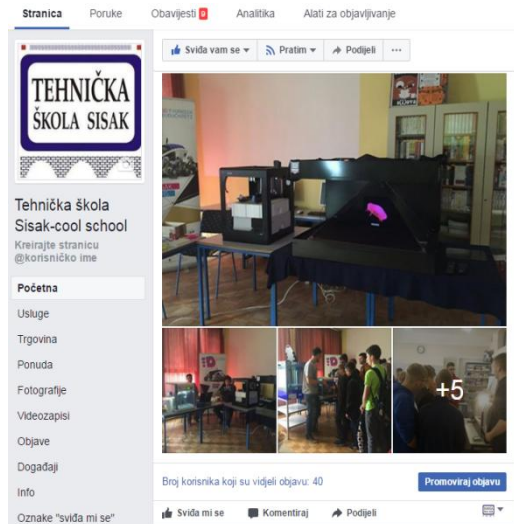 Stranica Poruke Obavijesti 9 Analitika Alati za objavljivanje
TEHNIČKA
ŠKOLA SISAK
Tehnička škola
Sisak-cool school
Kreirajte stranicu
@korisničko ime
Početna
Usluge
Trgovina
Ponuda
Fotografije
Videozapisi
Objave
Događaji
Info
Oznake "sviđa mi se"
Sviđa vam se Pratim Podijeli ...
+5
Broj korisnika koji su vidjeli objavu: 40 Promoviraj objavu
Sviđa mi se Komentiraj Podijeli